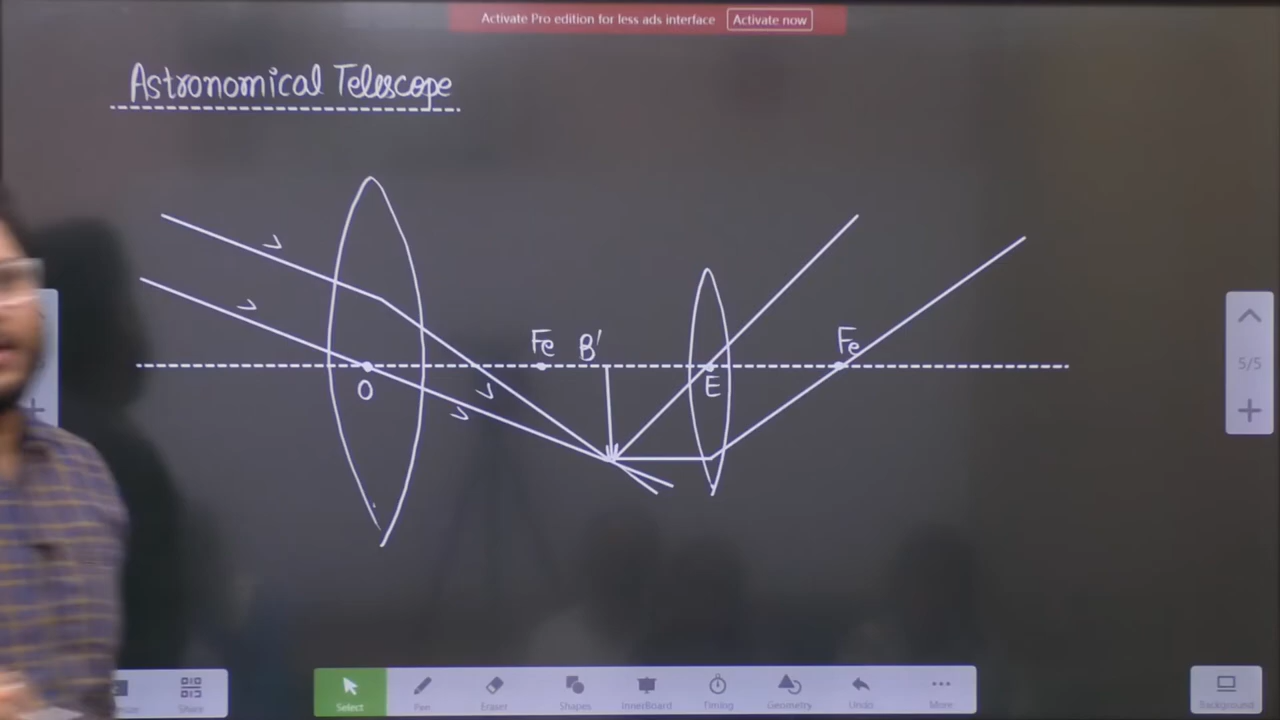 Activate Pro edition for less ads interface Activate now
Astronomical Telescope
Fe B' Fe
O E
5/5
Select Pen Eraser Shapes InnerBoard Timing Geometry Undo More
Share
Background